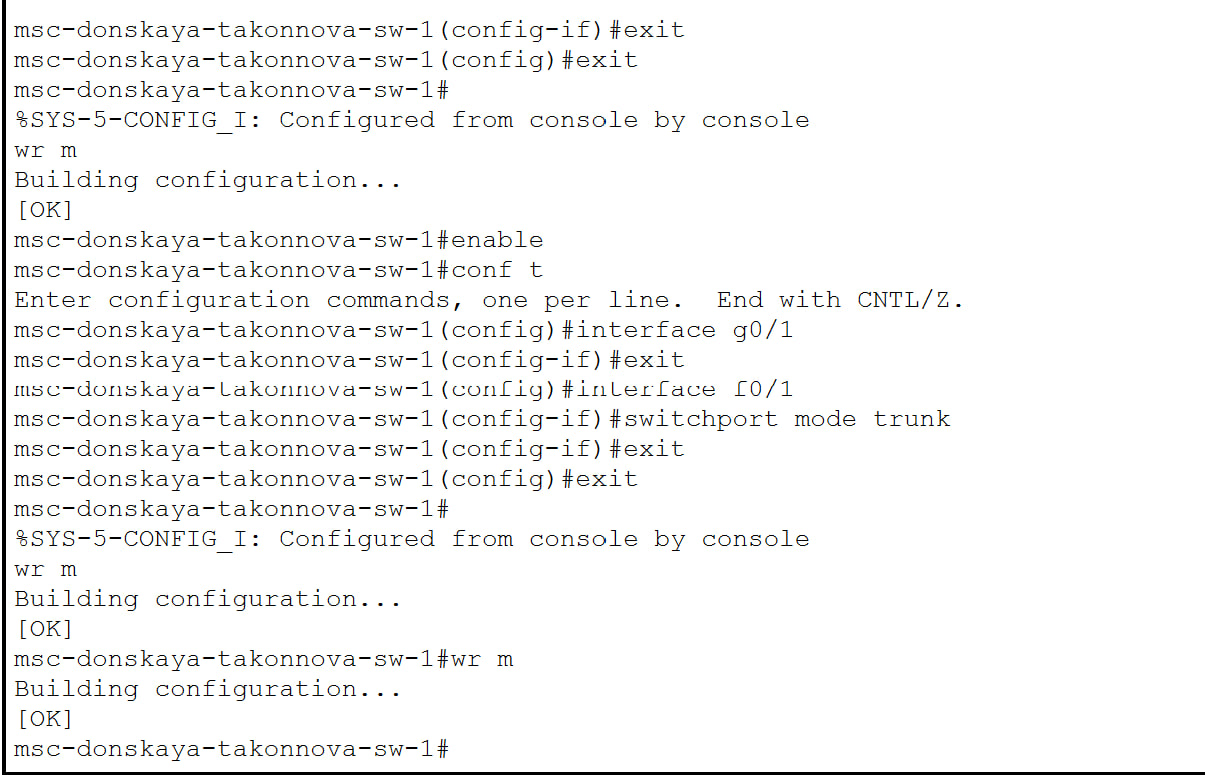 msc-donskaya-takonnova-sw-1(config-if)#exit
msc-donskaya-takonnova-sw-1(config)#exit
msc-donskaya-takonnova-sw-1#
%SYS-5-CONFIG_I: Configured from console by console
wr m
Building configuration...
[OK]
msc-donskaya-takonnova-sw-1#enable
msc-donskaya-takonnova-sw-1#conf t
Enter configuration commands, one per line.  End with CNTL/Z.
msc-donskaya-takonnova-sw-1(config)#interface g0/1
msc-donskaya-takonnova-sw-1(config-if)#exit
msc-donskaya-takonnova-sw-1(config)#interface f0/1
msc-donskaya-takonnova-sw-1(config-if)#switchport mode trunk
msc-donskaya-takonnova-sw-1(config-if)#exit
msc-donskaya-takonnova-sw-1(config)#exit
msc-donskaya-takonnova-sw-1#
%SYS-5-CONFIG_I: Configured from console by console
wr m
Building configuration...
[OK]
msc-donskaya-takonnova-sw-1#wr m
Building configuration...
[OK]
msc-donskaya-takonnova-sw-1#